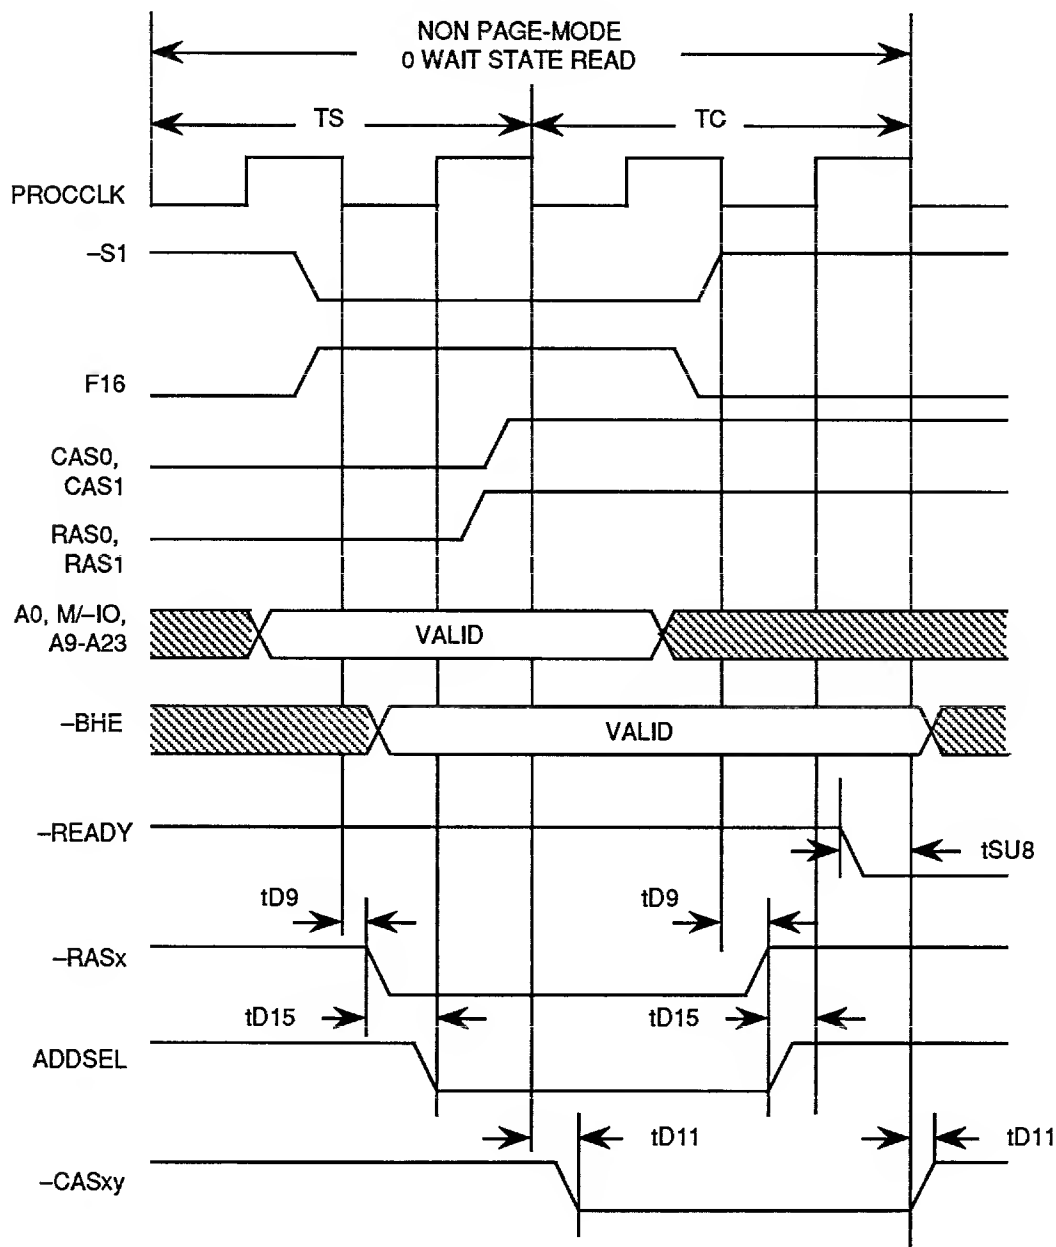 NON PAGE-MODE
0 WAIT STATE READ
TS
TC
PROCCLK
–S1
F16
CAS0,
CAS1
RAS0,
RAS1
A0, M/–IO,
A9-A23
VALID
–BHE
VALID
–READY
tSU8
tD9
tD9
–RASx
tD15
tD15
ADDSEL
tD11
tD11
–CASxy